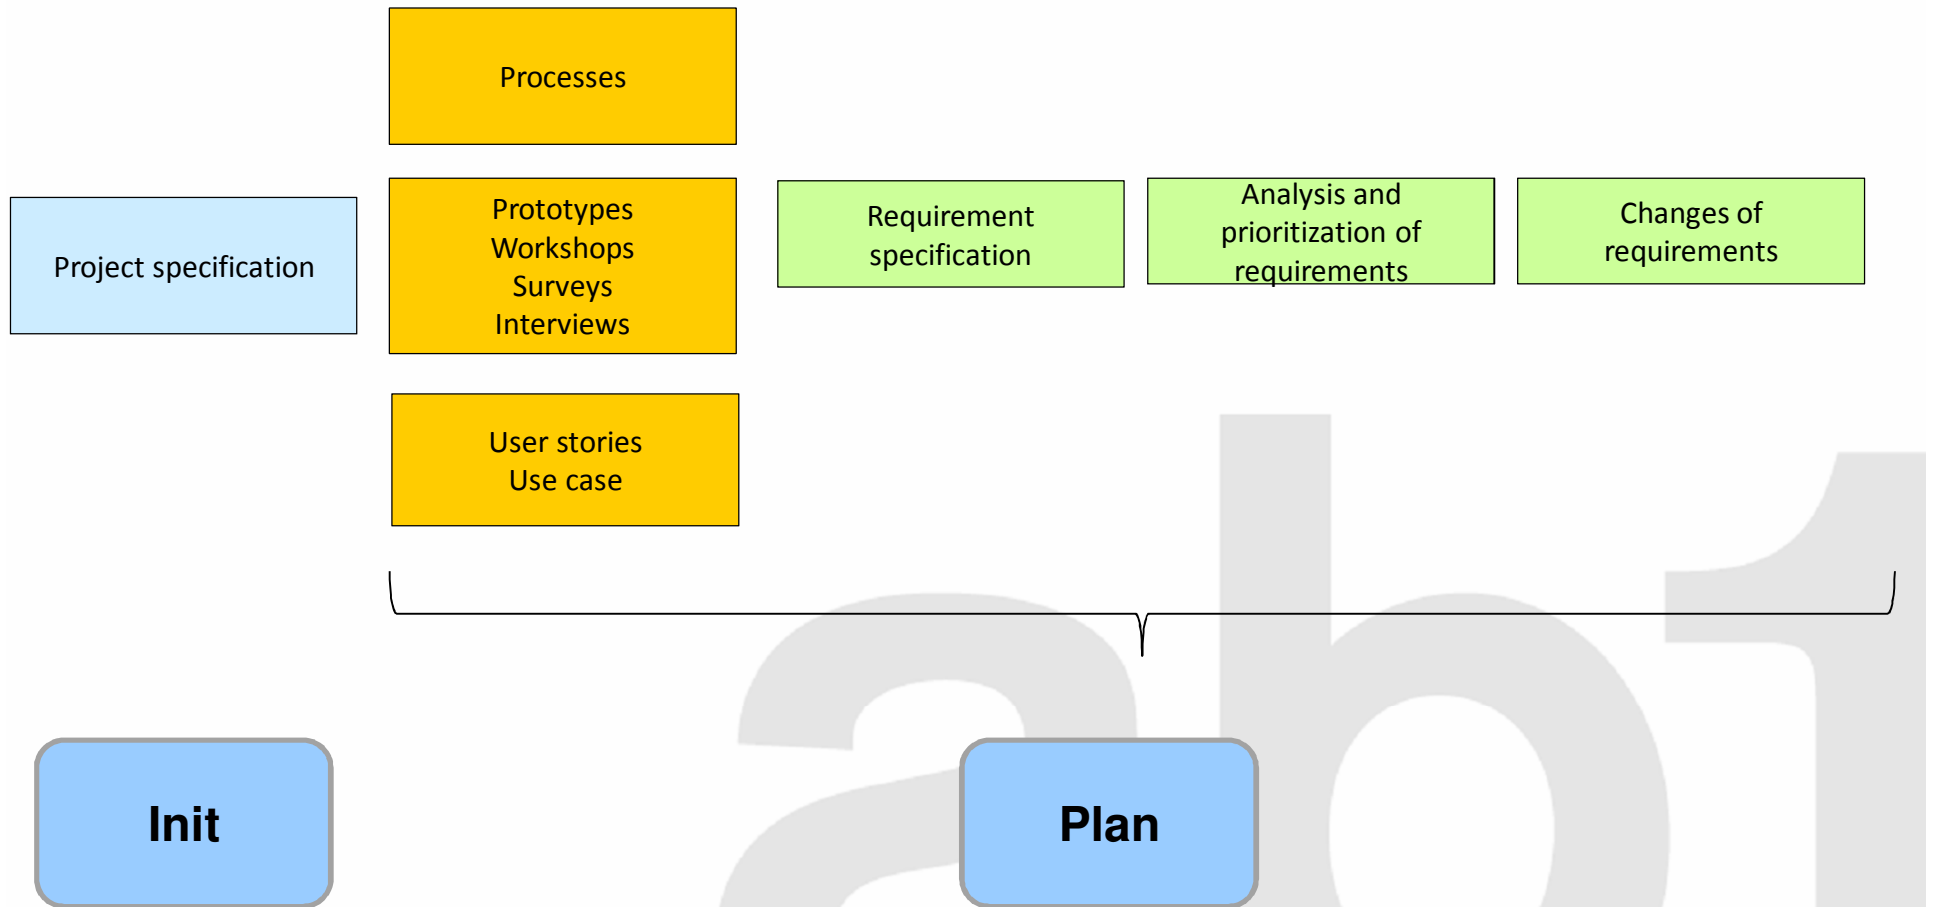 Processes
Project specification
Prototypes
Workshops
Surveys
Interviews
User stories
Use case
Requirement
specification
Analysis and
prioritization of
requirements
Changes of
requirements
Init
Plan